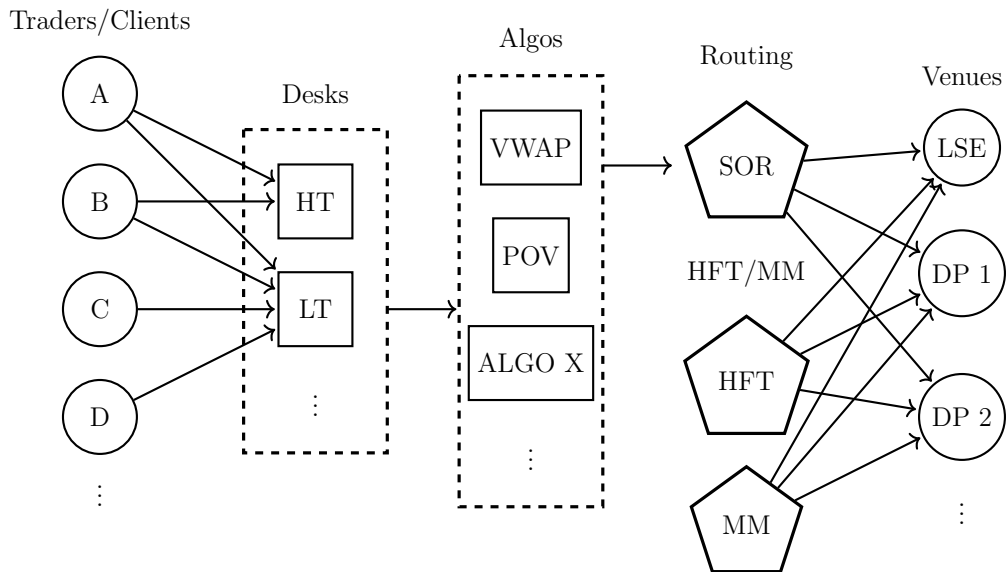 Traders/Clients
A
B
C
D
⋮
Desks
HT
LT
⋮
Algos
VWAP
POV
ALGO X
⋮
Routing
SOR
HFT/MM
HFT
MM
Venues
LSE
DP 1
DP 2
⋮